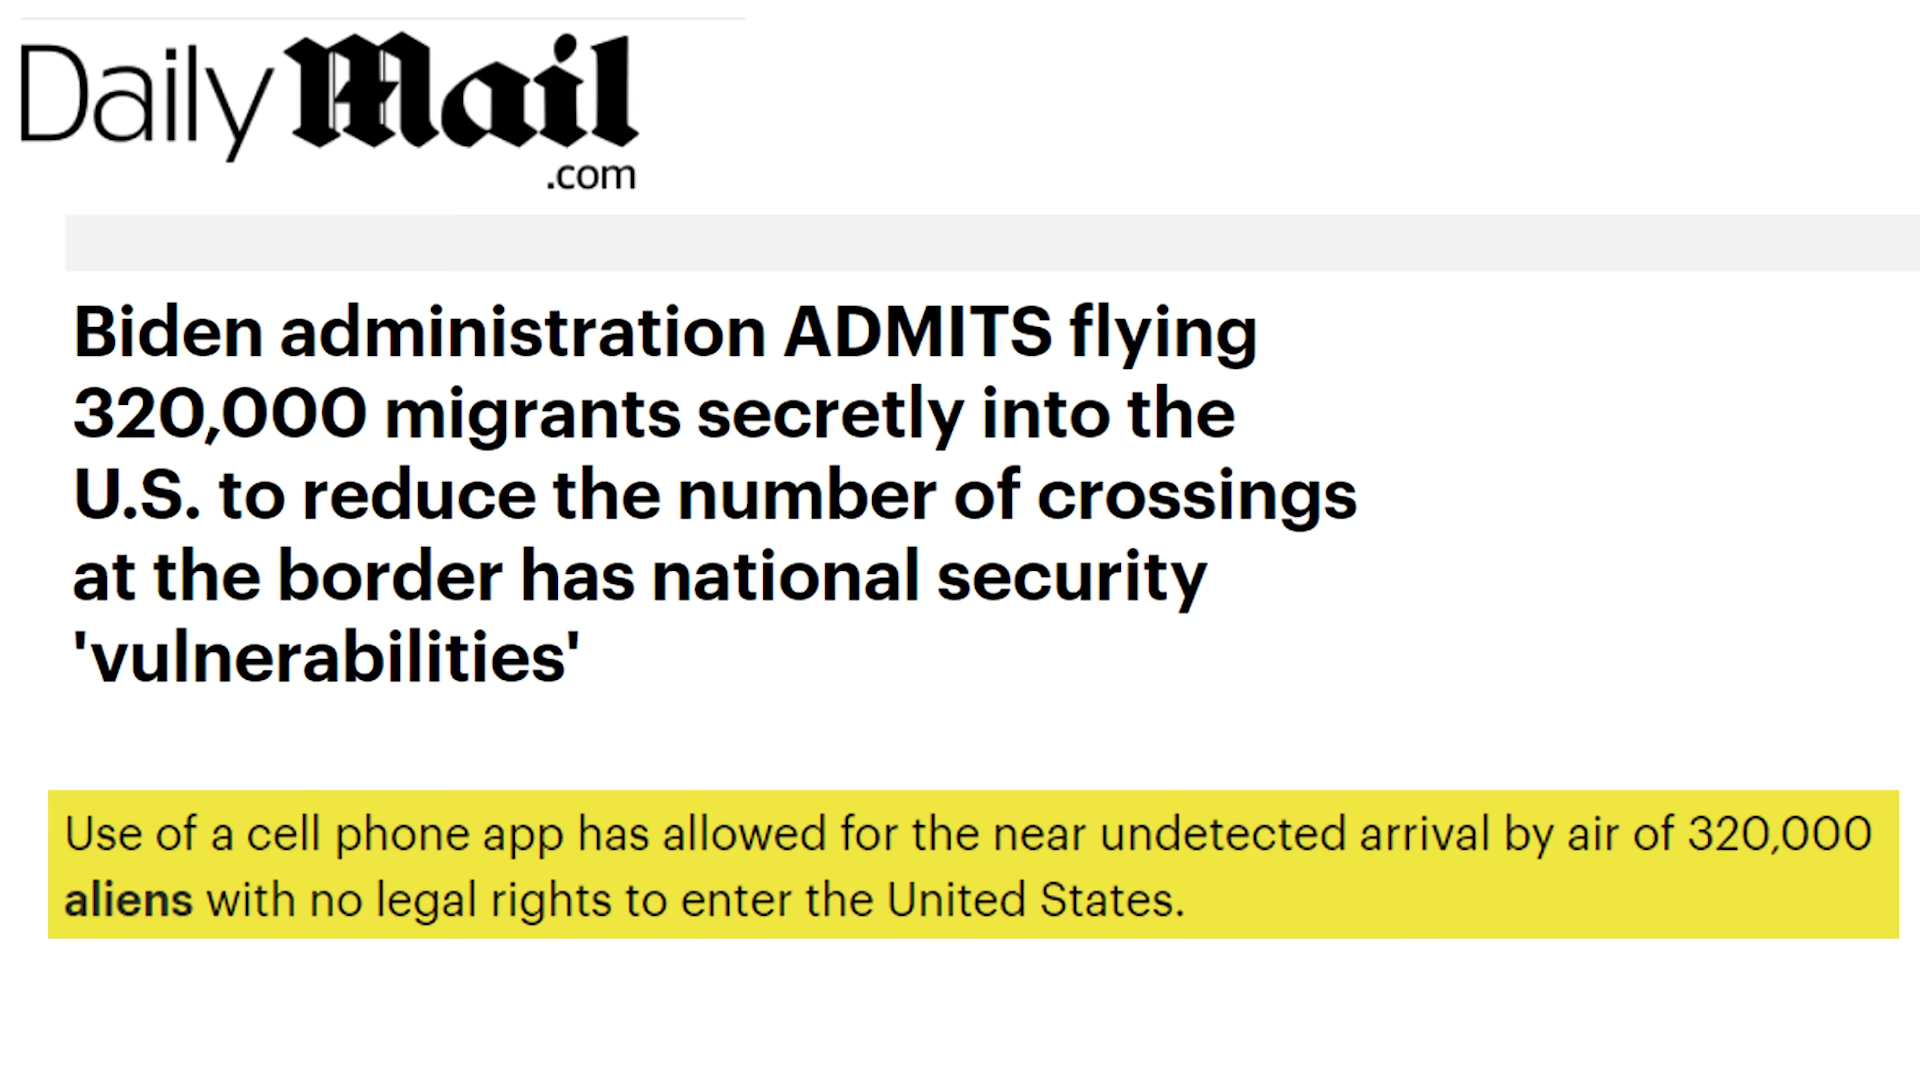 Daily Mail
.com
Biden administration ADMITS flying
320,000 migrants secretly into the
U.S. to reduce the number of crossings
at the border has national security
'vulnerabilities'
Use of a cell phone app has allowed for the near undetected arrival by air of 320,000
aliens with no legal rights to enter the United States.